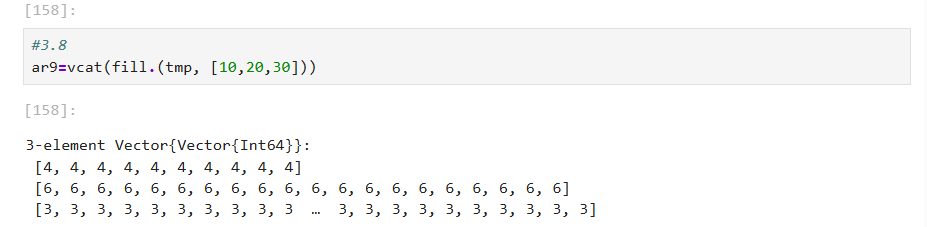 [158]:
#3.8
ar9=vcat(fill.(tmp, [10,20,30]))
[158]:
3-element Vector{Vector{Int64}}:
[4, 4, 4, 4, 4, 4, 4, 4, 4, 4]
[6, 6, 6, 6, 6, 6, 6, 6, 6, 6, 6, 6, 6, 6, 6, 6, 6, 6, 6, 6]
[3, 3, 3, 3, 3, 3, 3, 3, 3, 3  …  3, 3, 3, 3, 3, 3, 3, 3, 3, 3]